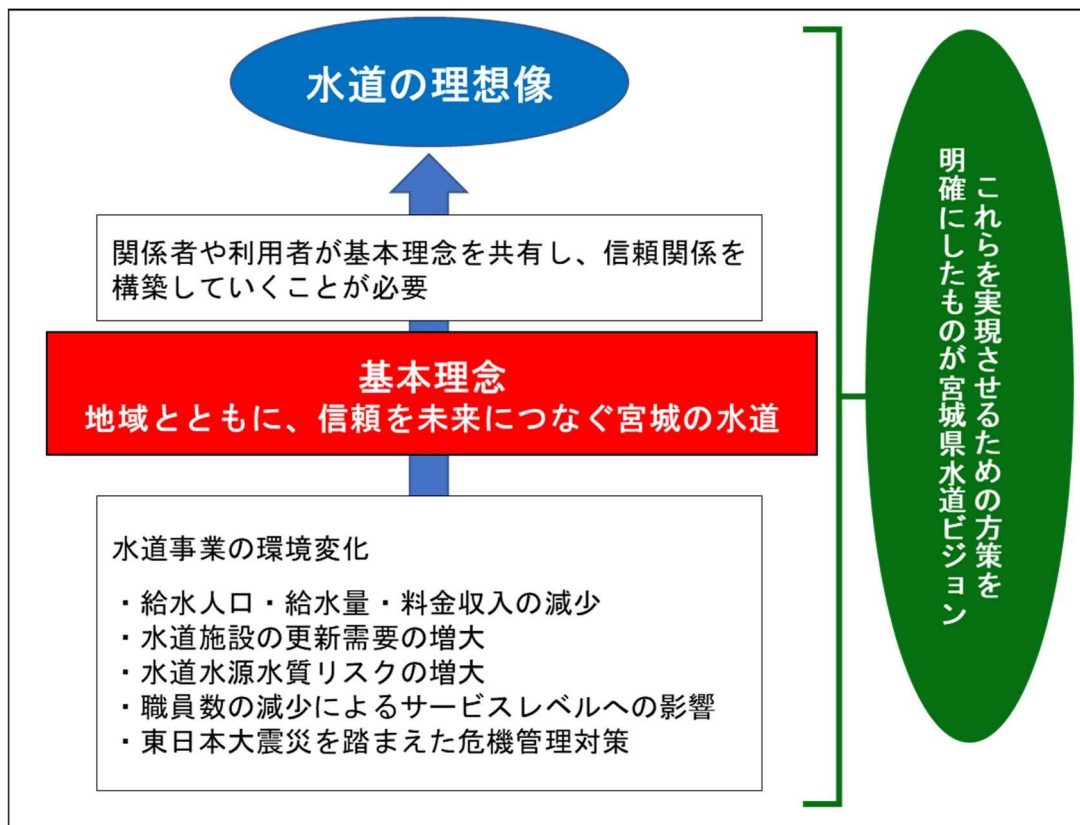 水道の理想像
関係者や利用者が基本理念を共有し、信頼関係を
構築していくことが必要
基本理念
地域とともに、信頼を未来につなぐ宮城の水道
水道事業の環境変化
・給水人口・給水量・料金収入の減少
・水道施設の更新需要の増大
・水道水源水質リスクの増大
・職員数の減少によるサービスレベルへの影響
・東日本大震災を踏まえた危機管理対策
これらを実現させるための方策を
明確にしたものが宮城県水道ビジョン